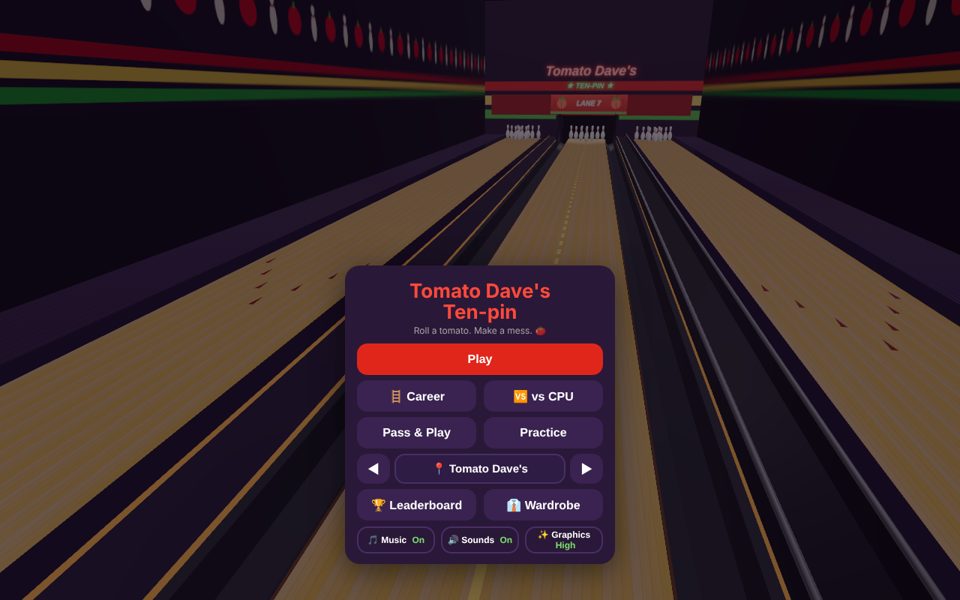 Tomato Dave's
★ TEN-PIN ★
LANE 7
Tomato Dave's
Ten-pin
Roll a tomato. Make a mess. 🍅
Play
🪜 Career
🆚 vs CPU
Pass & Play
Practice
◀ 📍 Tomato Dave's ▶
🏆 Leaderboard
👔 Wardrobe
🎵 Music On
🔊 Sounds On
✨ Graphics
High